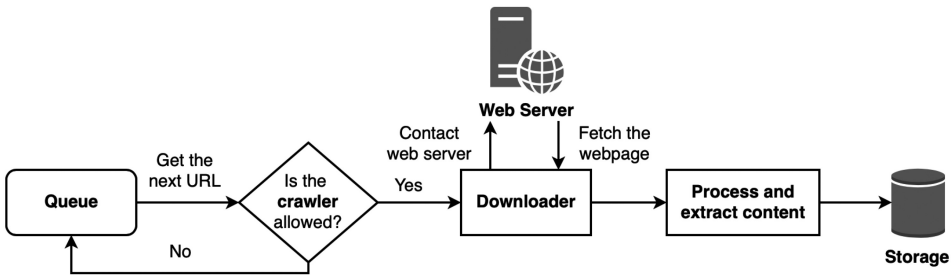 Web Server
Contact
web server
Fetch the
webpage
Get the
next URL
Queue
Is the
crawler
allowed?
Yes
No
Downloader
Process and
extract content
Storage